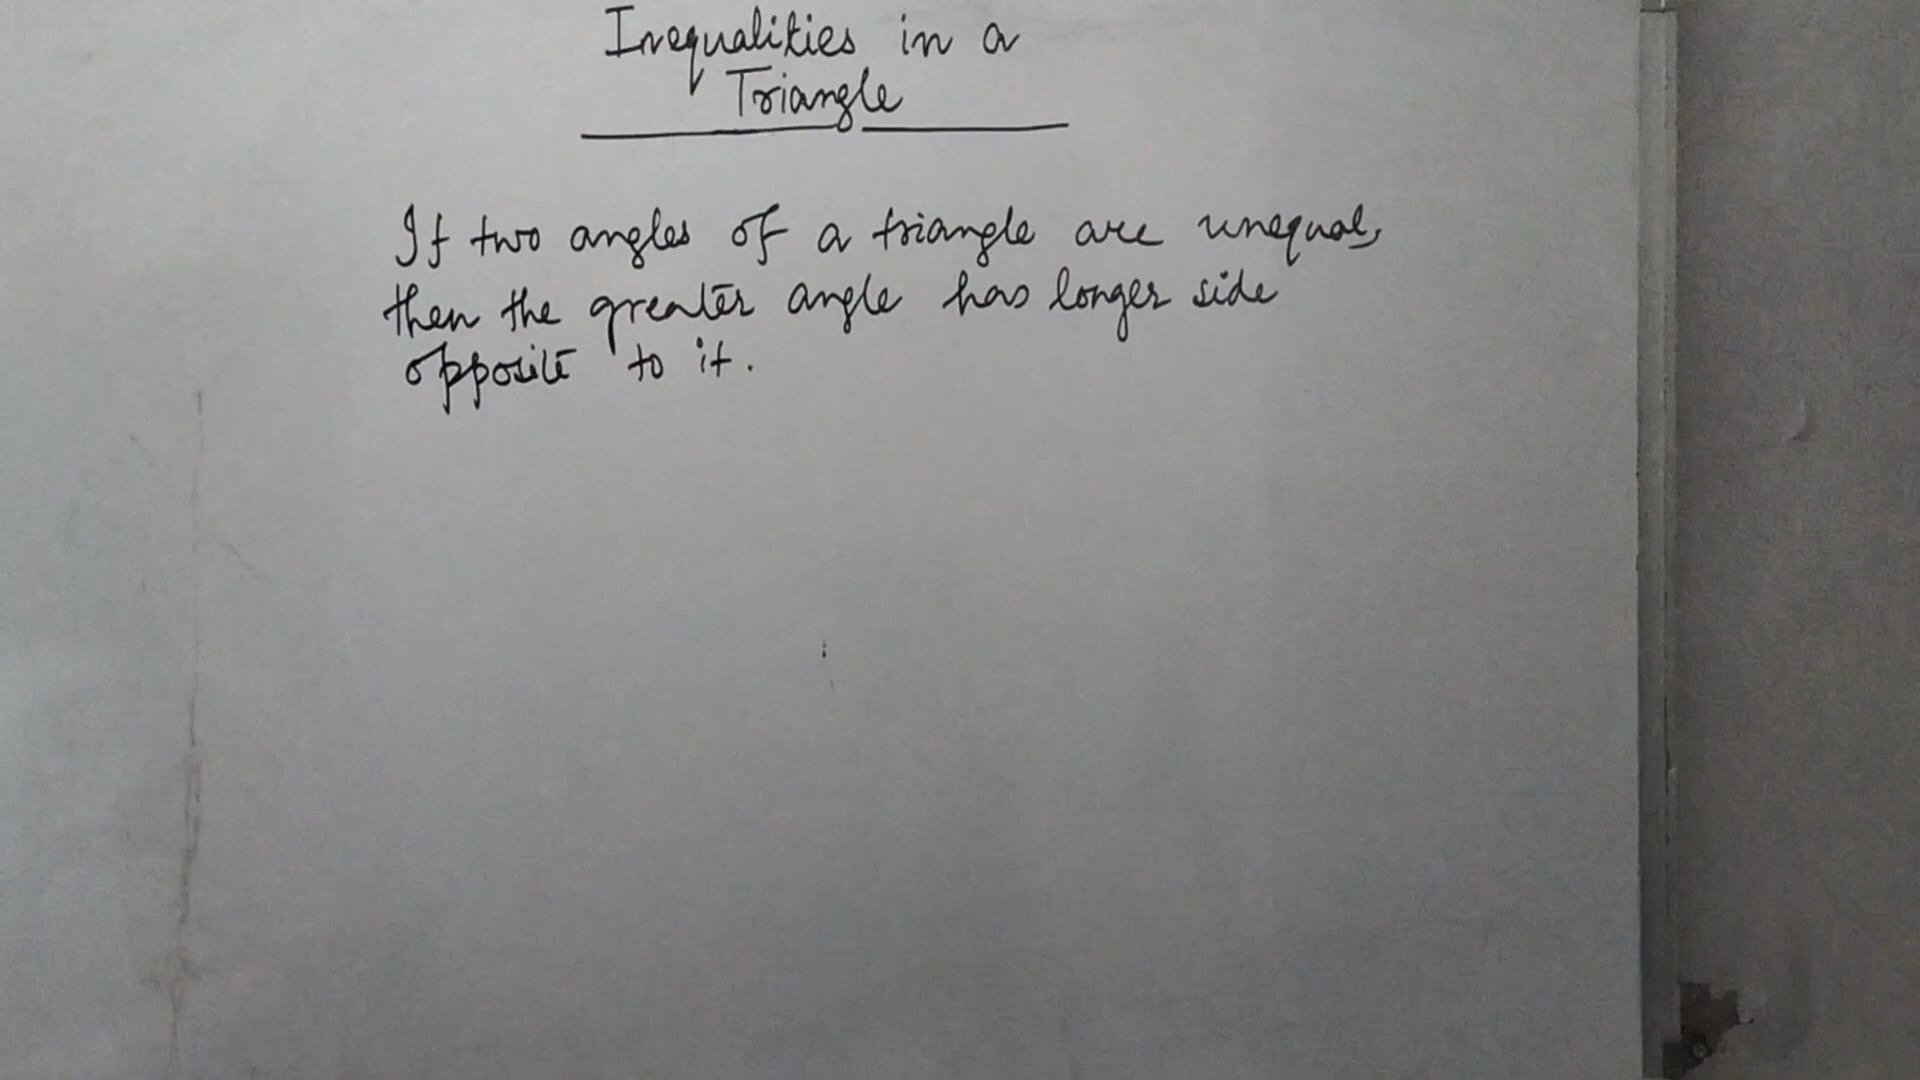 Inequalities in a
Triangle
If two angles of a triangle are unequal,
then the greater angle has longer side
opposite to it.